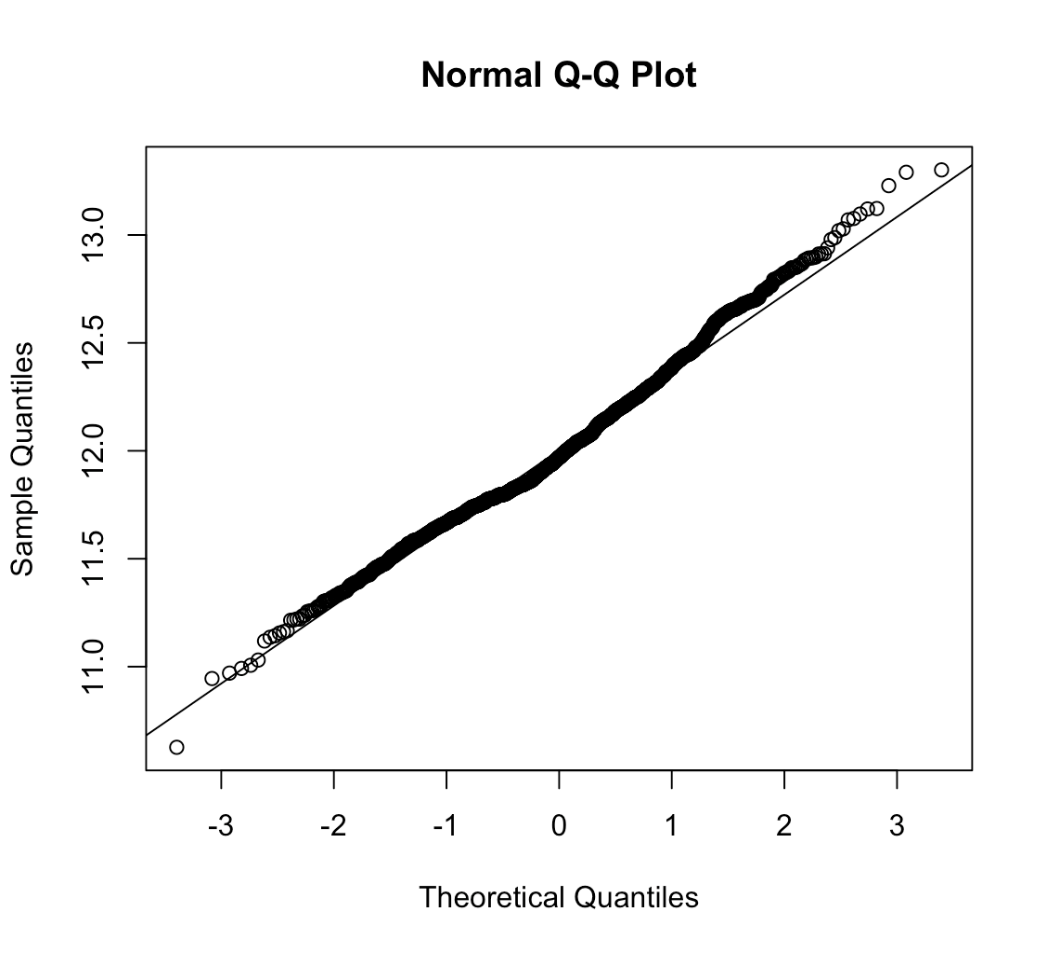 Normal Q-Q Plot
Sample Quantiles
13.0
12.5
12.0
11.5
11.0
-3 -2 -1 0 1 2 3
Theoretical Quantiles